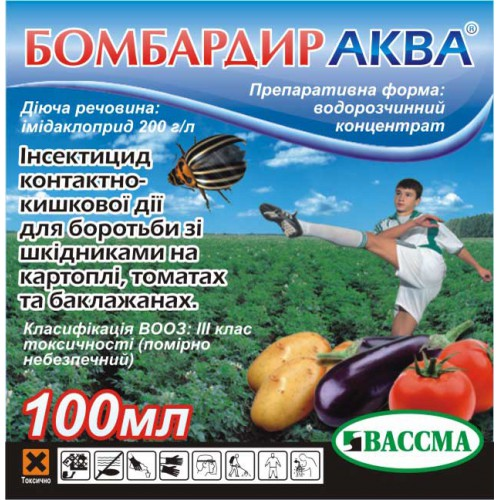 БОМБАРДИР АКВА®
Діюча речовина:
імідаклоприд 200 г/л
Препаративна форма:
водорозчинний
концентрат
Інсектицид
контактно-
кишкової дії
для боротьби зі
шкідниками на
картоплі, томатах
та баклажанах.
Класифікація ВООЗ: III клас
токсичності (помірно
небезпечний)
100мл
ВАССМА
Токсично